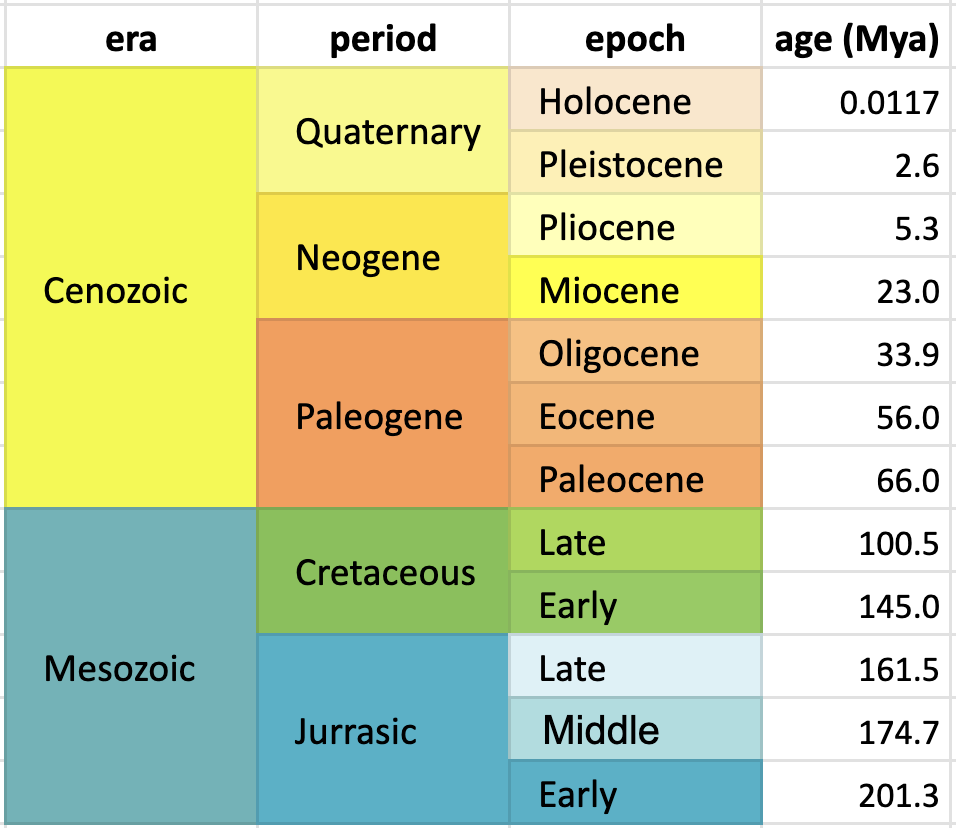 era period epoch age (Mya)
Holocene 0.0117
Quaternary
Pleistocene 2.6
Pliocene 5.3
Neogene
Cenozoic Miocene 23.0
Oligocene 33.9
Paleogene Eocene 56.0
Paleocene 66.0
Late 100.5
Cretaceous
Early 145.0
Mesozoic Late 161.5
Jurrasic Middle 174.7
Early 201.3